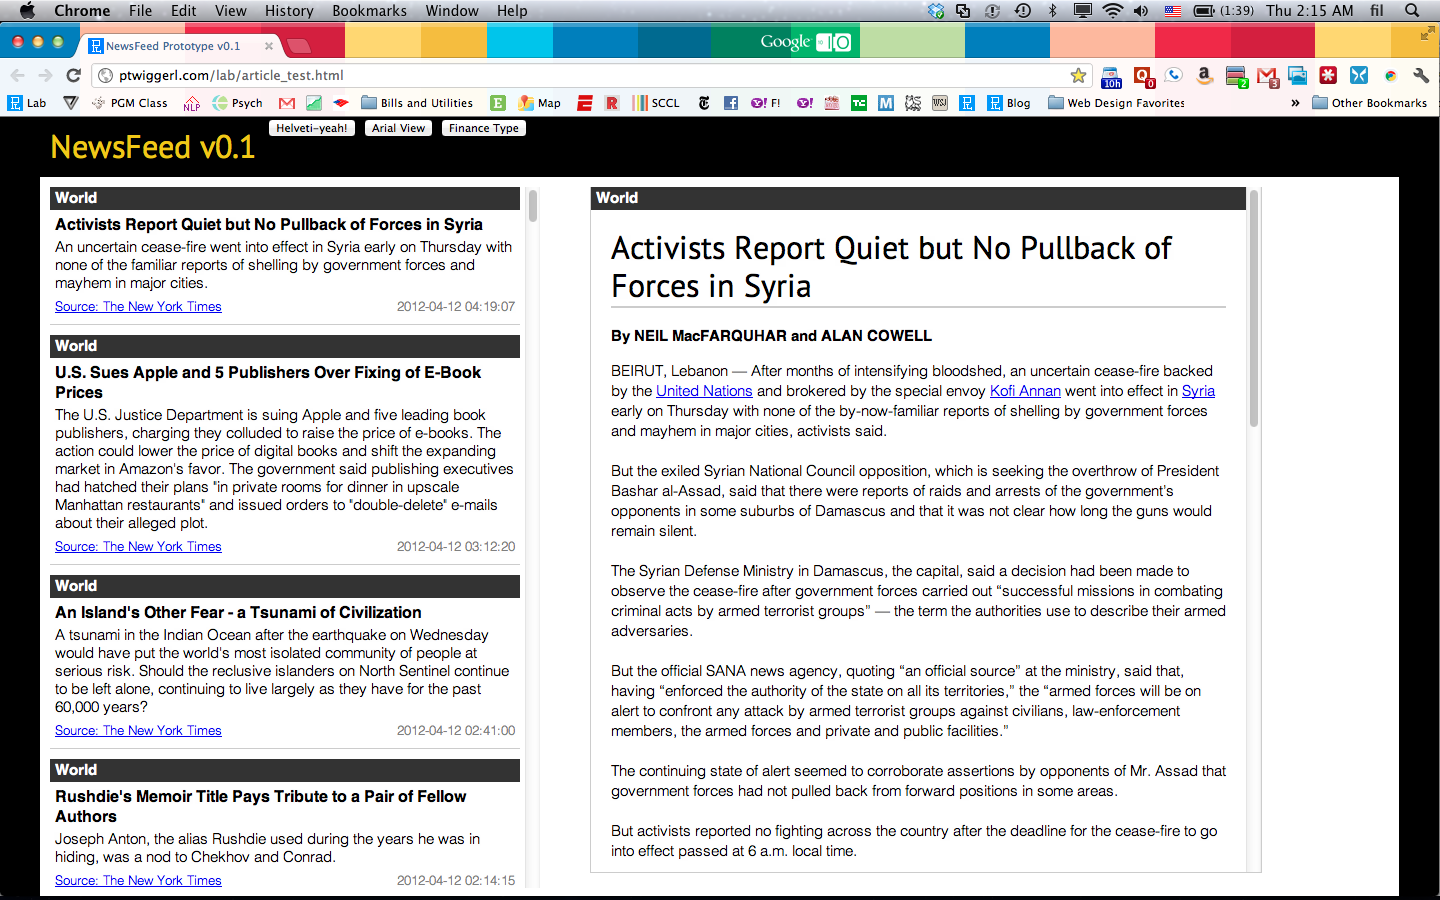 Chrome File Edit View History Bookmarks Window Help (1:39) Thu 2:15 AM fil
NewsFeed Prototype v0.1
Google 10
ptwiggerl.com/lab/article_test.html
10h 0 2 3
Lab PGM Class NLP Psych Bills and Utilities E Map E R SCCL Y! F! Y! TC M WSJ Blog Web Design Favorites » Other Bookmarks
Helveti-yeah! Arial View Finance Type
NewsFeed v0.1
World
Activists Report Quiet but No Pullback of Forces in Syria
An uncertain cease-fire went into effect in Syria early on Thursday with
none of the familiar reports of shelling by government forces and
mayhem in major cities.
Source: The New York Times 2012-04-12 04:19:07
World
U.S. Sues Apple and 5 Publishers Over Fixing of E-Book
Prices
The U.S. Justice Department is suing Apple and five leading book
publishers, charging they colluded to raise the price of e-books. The
action could lower the price of digital books and shift the expanding
market in Amazon's favor. The government said publishing executives
had hatched their plans "in private rooms for dinner in upscale
Manhattan restaurants" and issued orders to "double-delete" e-mails
about their alleged plot.
Source: The New York Times 2012-04-12 03:12:20
World
An Island's Other Fear - a Tsunami of Civilization
A tsunami in the Indian Ocean after the earthquake on Wednesday
would have put the world's most isolated community of people at
serious risk. Should the reclusive islanders on North Sentinel continue
to be left alone, continuing to live largely as they have for the past
60,000 years?
Source: The New York Times 2012-04-12 02:41:00
World
Rushdie's Memoir Title Pays Tribute to a Pair of Fellow
Authors
Joseph Anton, the alias Rushdie used during the years he was in
hiding, was a nod to Chekhov and Conrad.
Source: The New York Times 2012-04-12 02:14:15
World
Activists Report Quiet but No Pullback of
Forces in Syria
By NEIL MacFARQUHAR and ALAN COWELL
BEIRUT, Lebanon — After months of intensifying bloodshed, an uncertain cease-fire backed
by the United Nations and brokered by the special envoy Kofi Annan went into effect in Syria
early on Thursday with none of the by-now-familiar reports of shelling by government forces
and mayhem in major cities, activists said.
But the exiled Syrian National Council opposition, which is seeking the overthrow of President
Bashar al-Assad, said that there were reports of raids and arrests of the government's
opponents in some suburbs of Damascus and that it was not clear how long the guns would
remain silent.
The Syrian Defense Ministry in Damascus, the capital, said a decision had been made to
observe the cease-fire after government forces carried out “successful missions in combating
criminal acts by armed terrorist groups” — the term the authorities use to describe their armed
adversaries.
But the official SANA news agency, quoting “an official source” at the ministry, said that,
having “enforced the authority of the state on all its territories,” the “armed forces will be on
alert to confront any attack by armed terrorist groups against civilians, law-enforcement
members, the armed forces and private and public facilities.”
The continuing state of alert seemed to corroborate assertions by opponents of Mr. Assad that
government forces had not pulled back from forward positions in some areas.
But activists reported no fighting across the country after the deadline for the cease-fire to go
into effect passed at 6 a.m. local time.